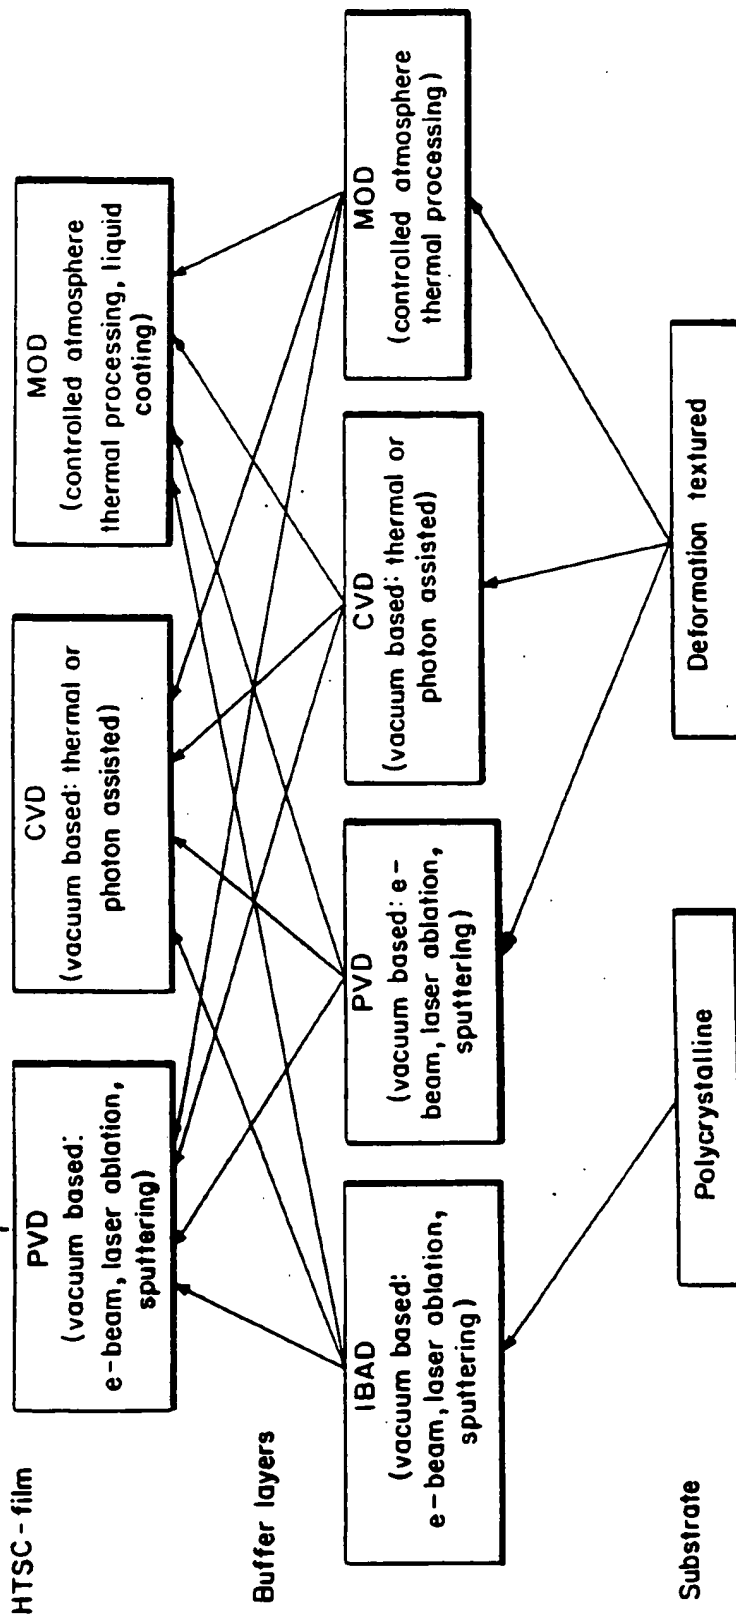 HTSC-film
PVD
(vacuum based:
e-beam, laser ablation,
sputtering)
CVD
(vacuum based: thermal or
photon assisted)
MOD
(controlled atmosphere
thermal processing, liquid
coating)
Buffer layers
IBAD
(vacuum based:
e-beam, laser ablation,
sputtering)
PVD
(vacuum based: e-
beam, laser ablation,
sputtering)
CVD
(vacuum based: thermal or
photon assisted)
MOD
(controlled atmosphere
thermal processing)
Substrate
Polycrystalline
Deformation textured